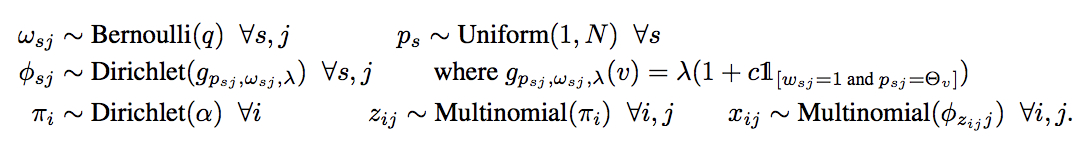 ω_{sj} ∼ Bernoulli(q) ∀s, j p_s ∼ Uniform(1, N) ∀s
ϕ_{sj} ∼ Dirichlet(g_{p_{sj},ω_{sj},λ}) ∀s, j where g_{p_{sj},ω_{sj},λ}(v) = λ(1 + c𝟙_{[w_{sj}=1 and p_{sj}=Θ_v]})
π_i ∼ Dirichlet(α) ∀i z_{ij} ∼ Multinomial(π_i) ∀i, j x_{ij} ∼ Multinomial(ϕ_{z_{ij}j}) ∀i, j.